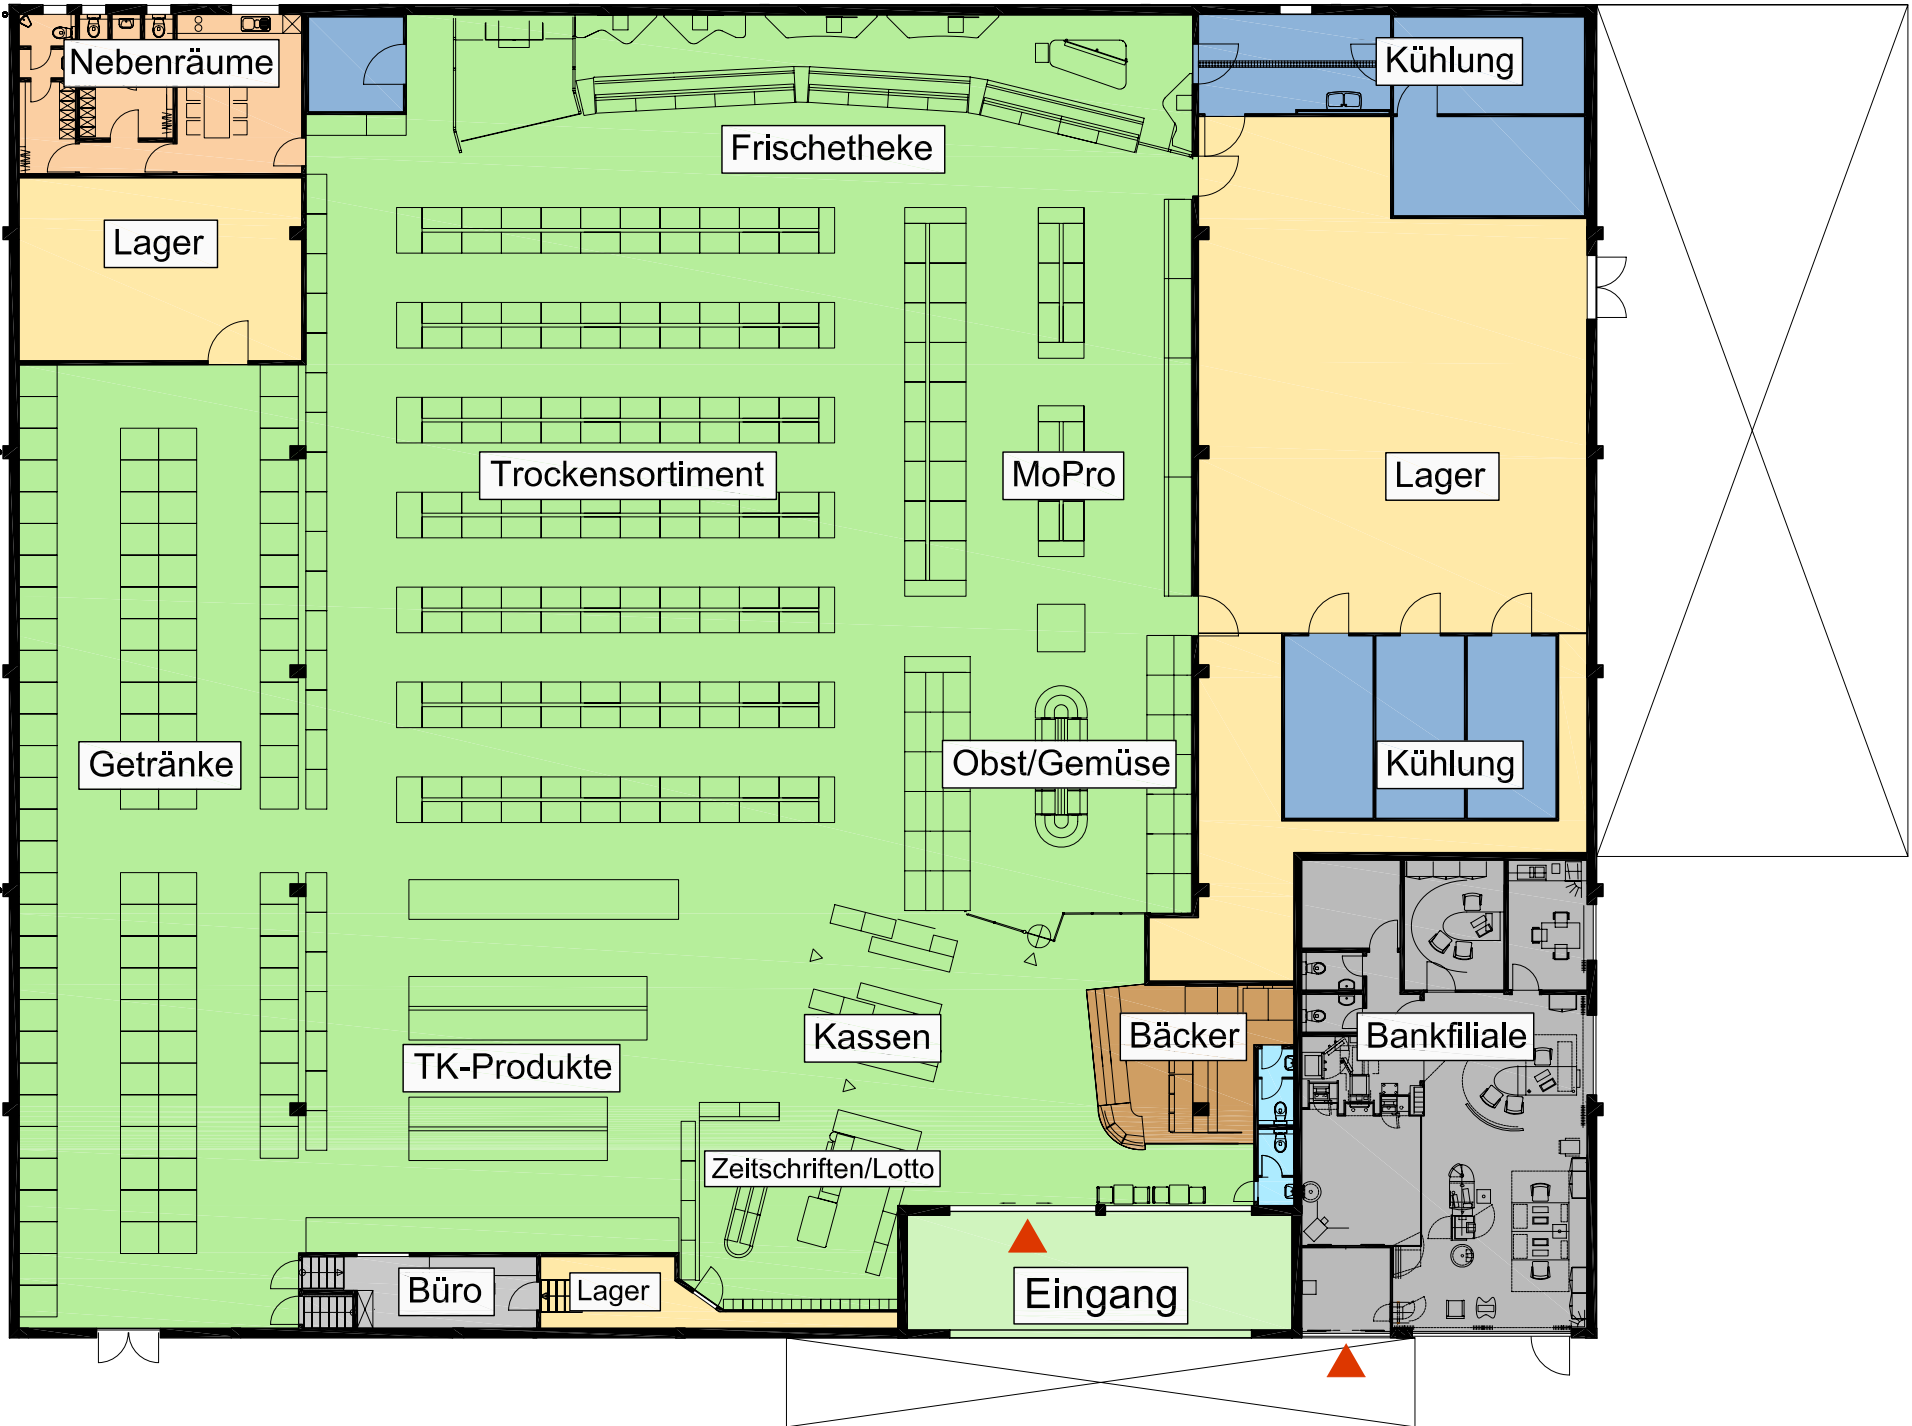 Nebenräume
Kühlung
Frischetheke
Lager
Trockensortiment
MoPro
Lager
Getränke
Obst/Gemüse
Kühlung
Kassen
Bäcker
Bankfiliale
TK-Produkte
Zeitschriften/Lotto
Büro
Lager
Eingang